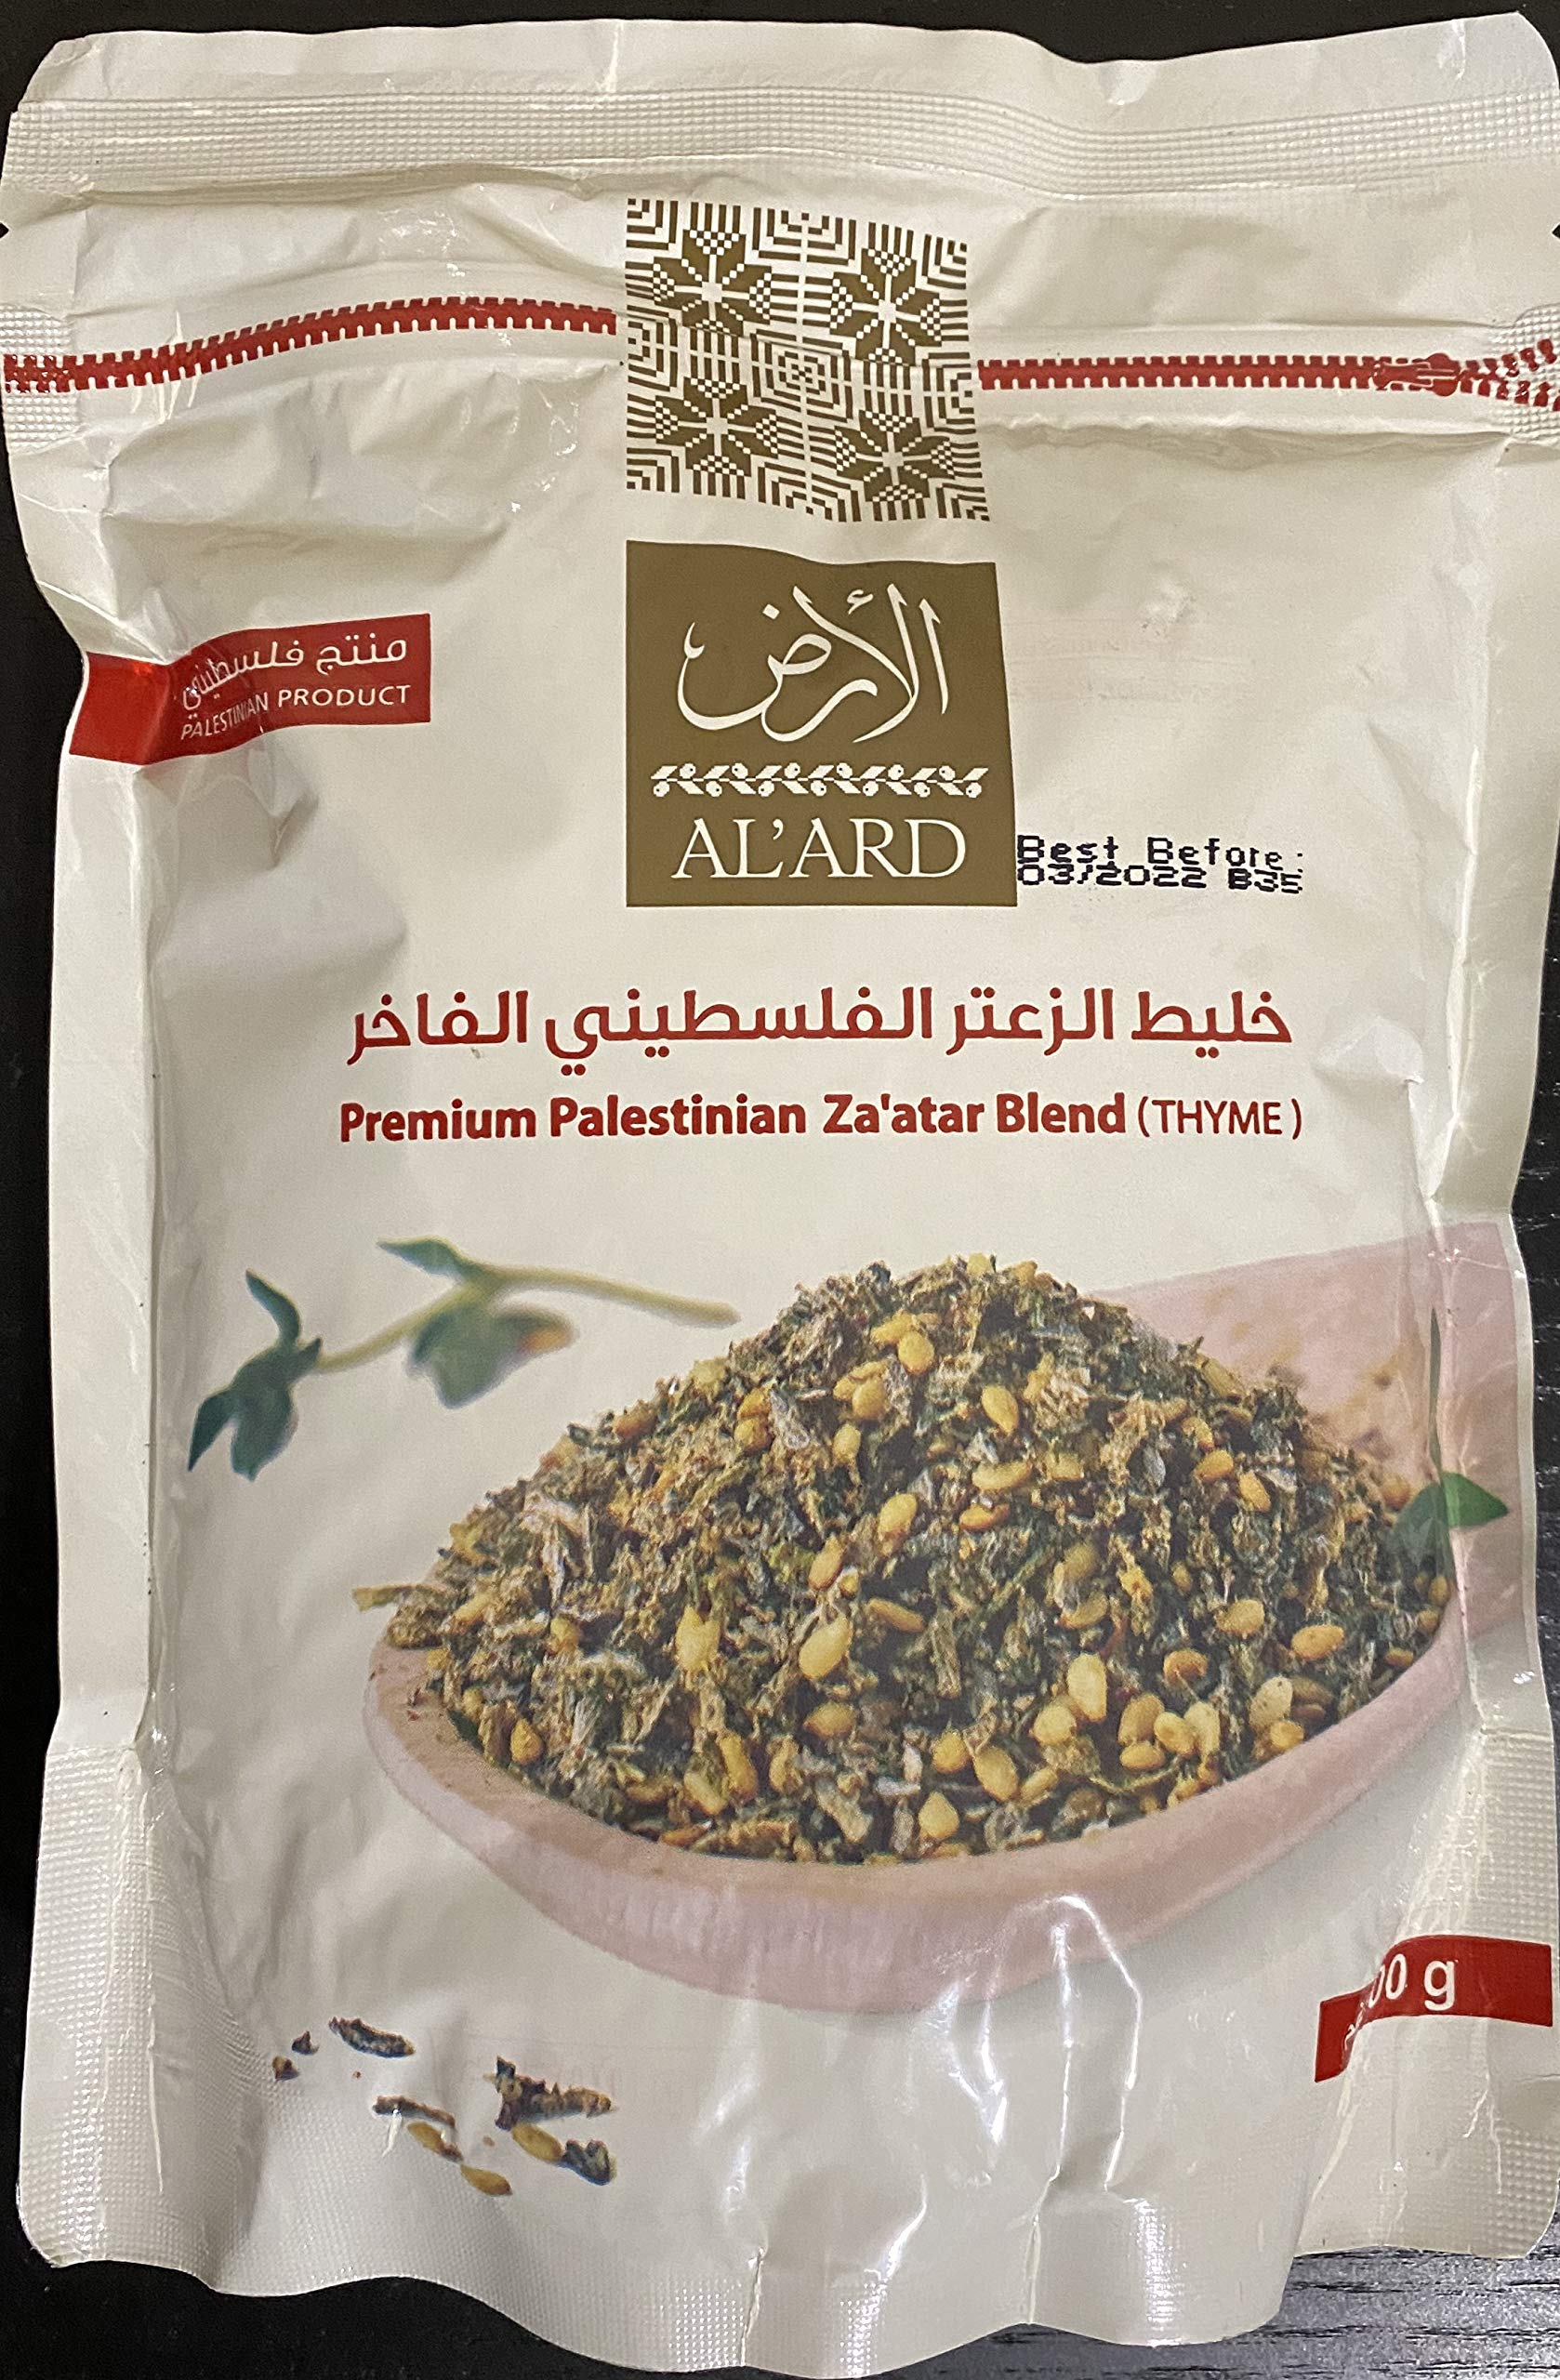 الأرض
AL'ARD
منتج فلسطيني
PALESTINIAN PRODUCT
Best Before:
03/2022 B35
خليط الزعتر الفلسطيني الفاخر
Premium Palestinian Za'atar Blend (THYME)
g